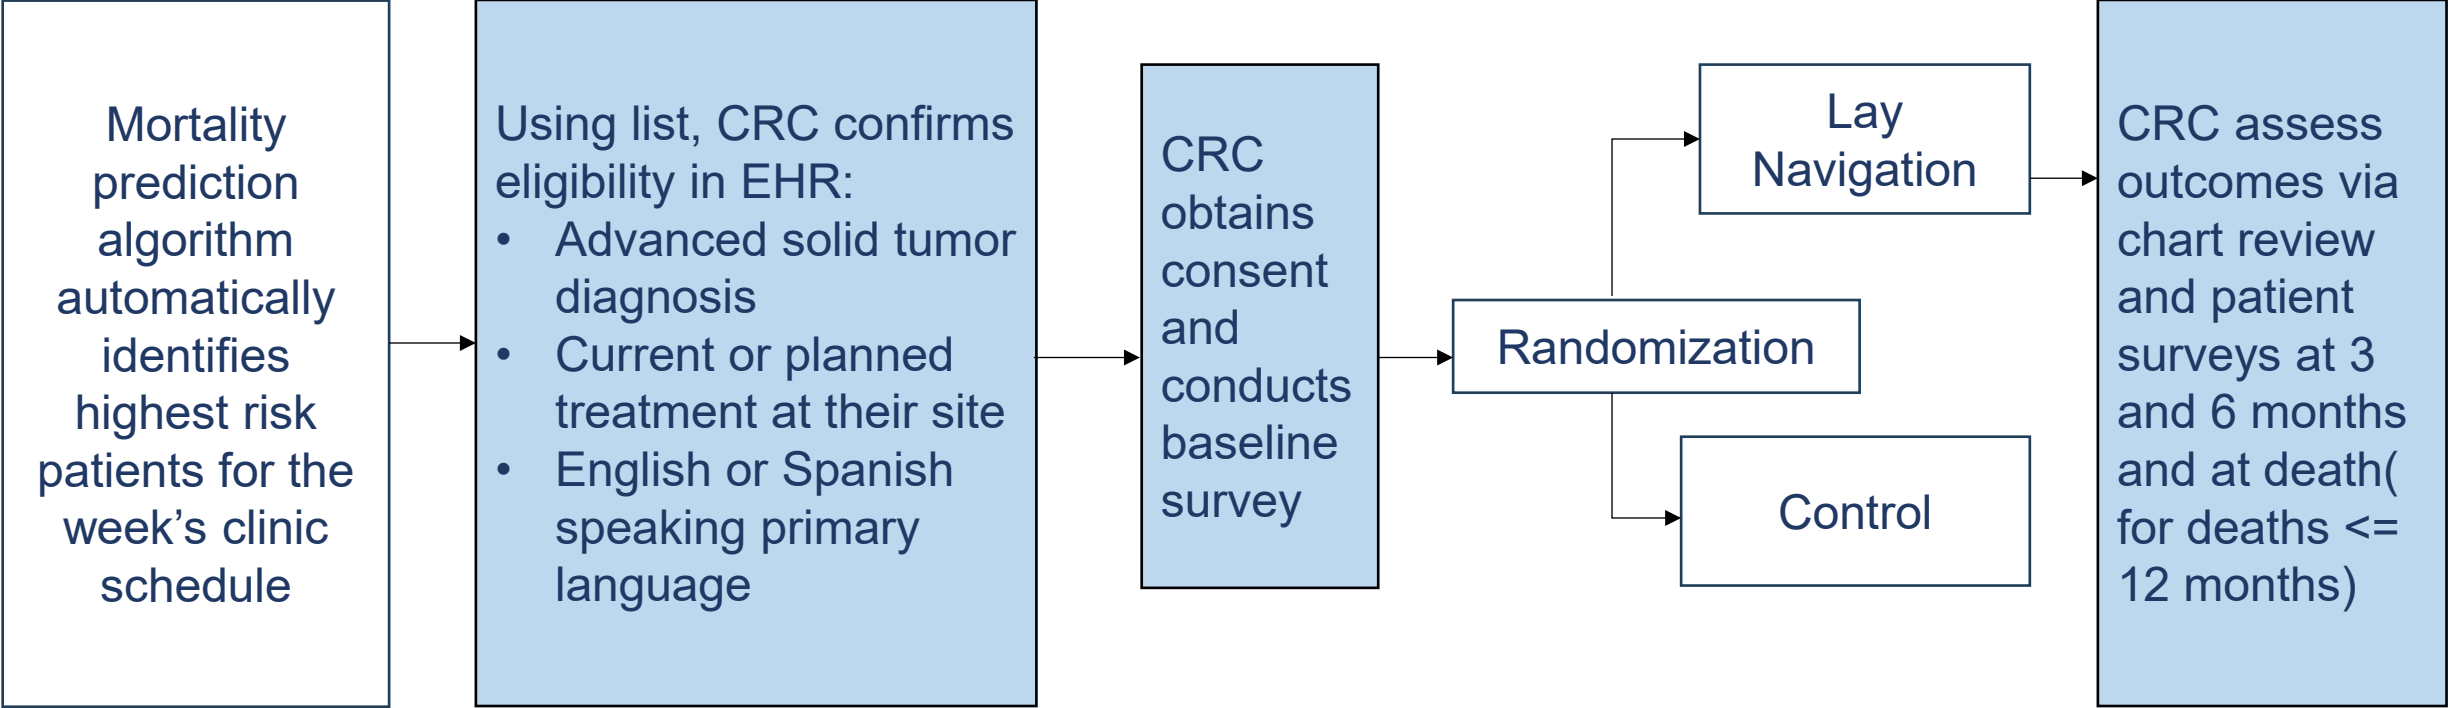 Mortality
prediction
algorithm
automatically
identifies
highest risk
patients for the
week’s clinic
schedule
Using list, CRC confirms
eligibility in EHR:
• Advanced solid tumor
diagnosis
• Current or planned
treatment at their site
• English or Spanish
speaking primary
language
CRC
obtains
consent
and
conducts
baseline
survey
Randomization
Lay
Navigation
Control
CRC assess
outcomes via
chart review
and patient
surveys at 3
and 6 months
and at death(
for deaths <=
12 months)